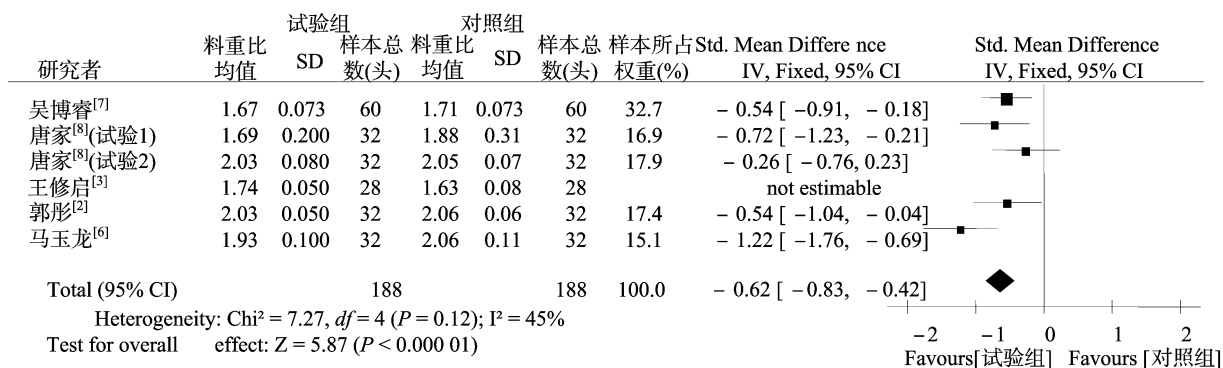 试验组 对照组
料重比 SD 样本总 料重比 SD 样本总 样本所占 Std. Mean Differe nce Std. Mean Difference
研究者 均值 数(头) 均值 数(头) 权重(%) IV, Fixed, 95% CI IV, Fixed, 95% CI
吴博睿[7] 1.67 0.073 60 1.71 0.073 60 32.7 − 0.54 [ − 0.91, − 0.18]
唐家[8](试验1) 1.69 0.200 32 1.88 0.31 32 16.9 − 0.72 [ − 1.23, − 0.21]
唐家[8](试验2) 2.03 0.080 32 2.05 0.07 32 17.9 − 0.26 [ − 0.76, 0.23]
王修启[3] 1.74 0.050 28 1.63 0.08 28 not estimable
郭彤[2] 2.03 0.050 32 2.06 0.06 32 17.4 − 0.54 [ − 1.04, − 0.04]
马玉龙[6] 1.93 0.100 32 2.06 0.11 32 15.1 − 1.22 [ − 1.76, − 0.69]
Total (95% CI) 188 188 100.0 − 0.62 [ − 0.83, − 0.42]
Heterogeneity: Chi² = 7.27, df = 4 (P = 0.12); I² = 45%
Test for overall effect: Z = 5.87 (P < 0.000 01)
−2 −1 0 1 2
Favours[试验组] Favours [对照组]